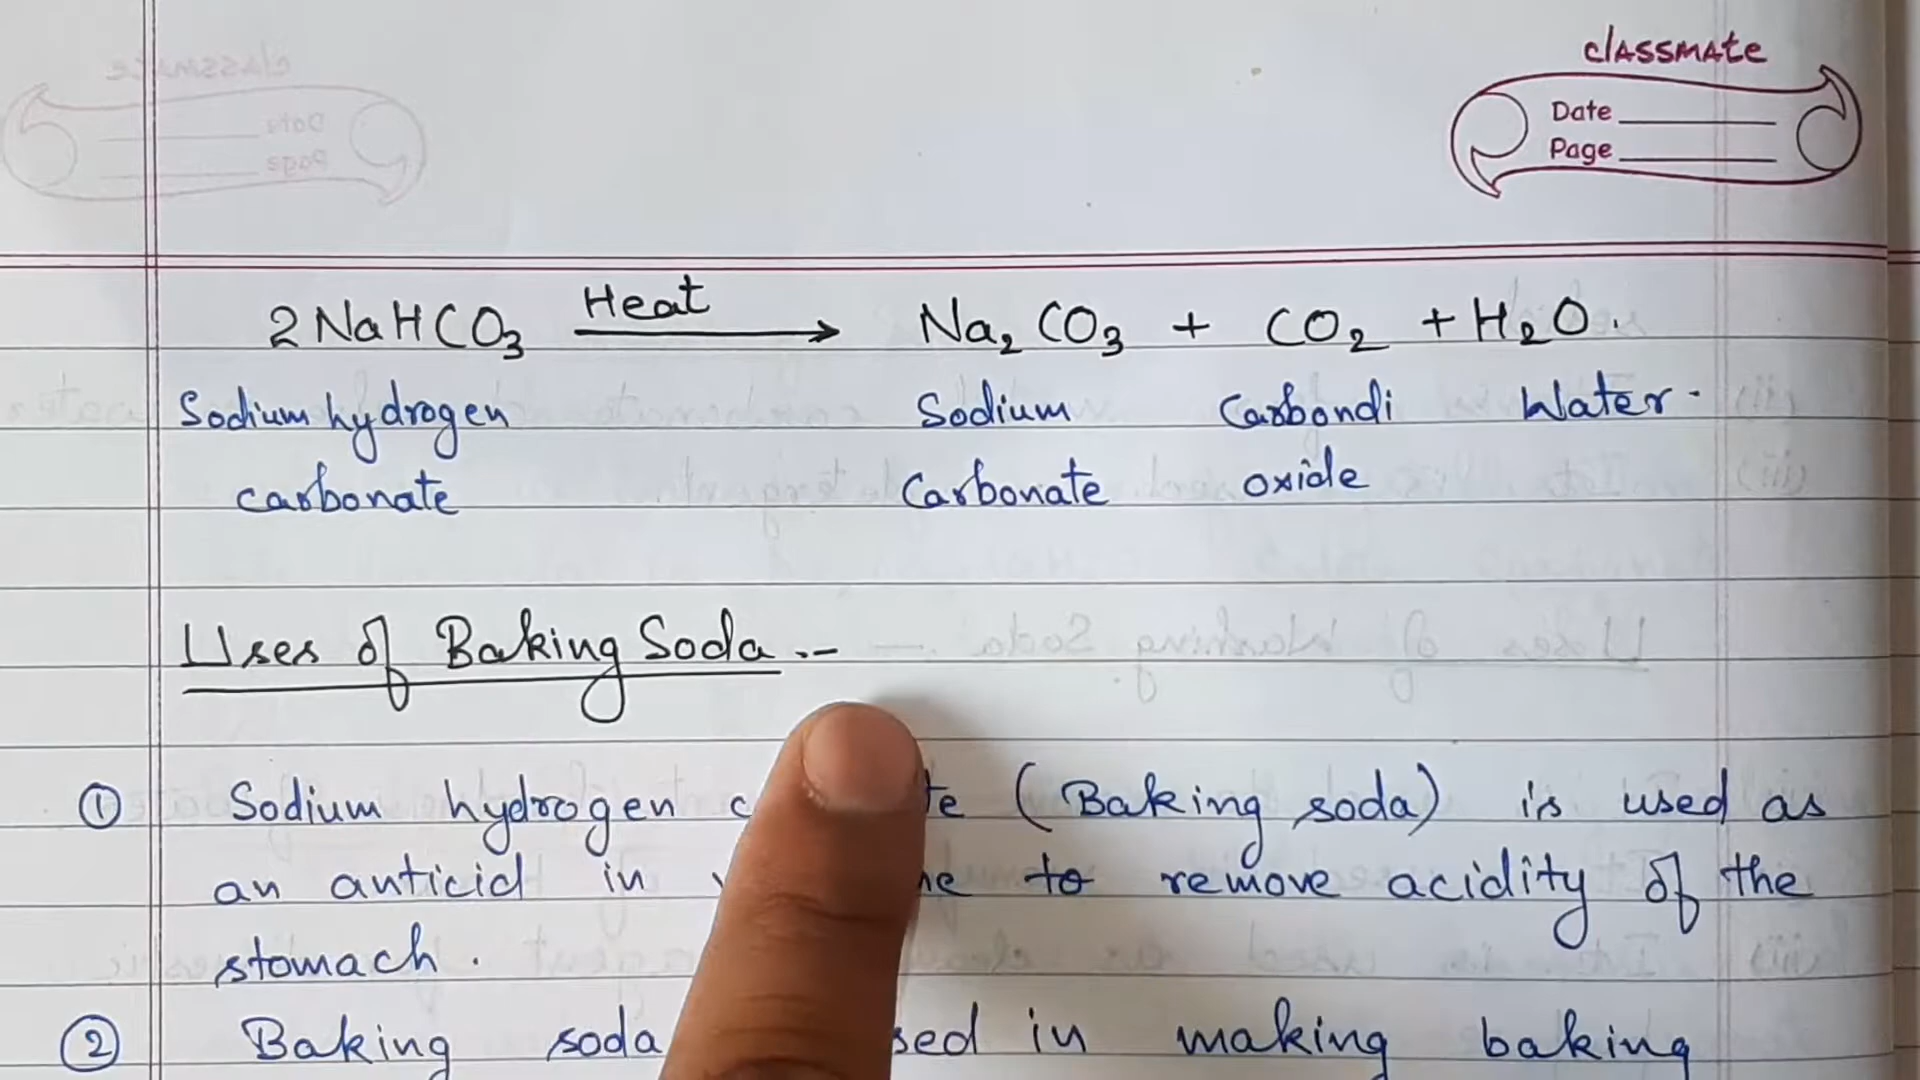 classmate
Date
Page
2NaHCO₃ Heat → Na₂CO₃ + CO₂ + H₂O.
Sodium hydrogen Sodium Carbondi Water.
carbonate Carbonate oxide
Uses of Baking Soda :-
① Sodium hydrogen (Baking soda) is used as
an anticid in to remove acidity of the
stomach.
② Baking soda in making baking